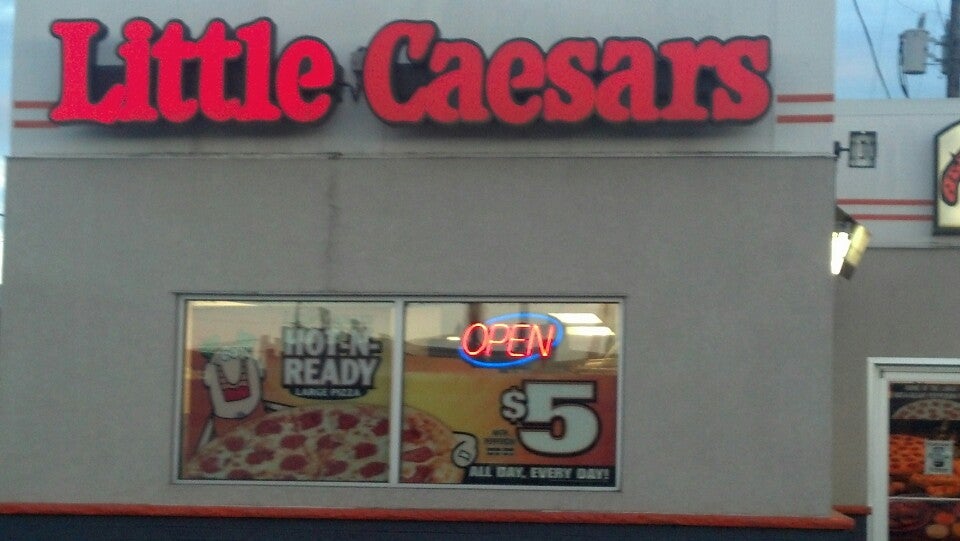 Little Caesars
HOT-N-
READY
LARGE PIZZA
OPEN
$5
ALL DAY, EVERY DAY!